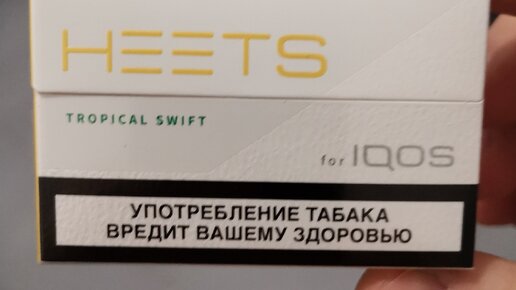 HEETS
TROPICAL SWIFT
for IQOS
УПОТРЕБЛЕНИЕ ТАБАКА
ВРЕДИТ ВАШЕМУ ЗДОРОВЬЮ